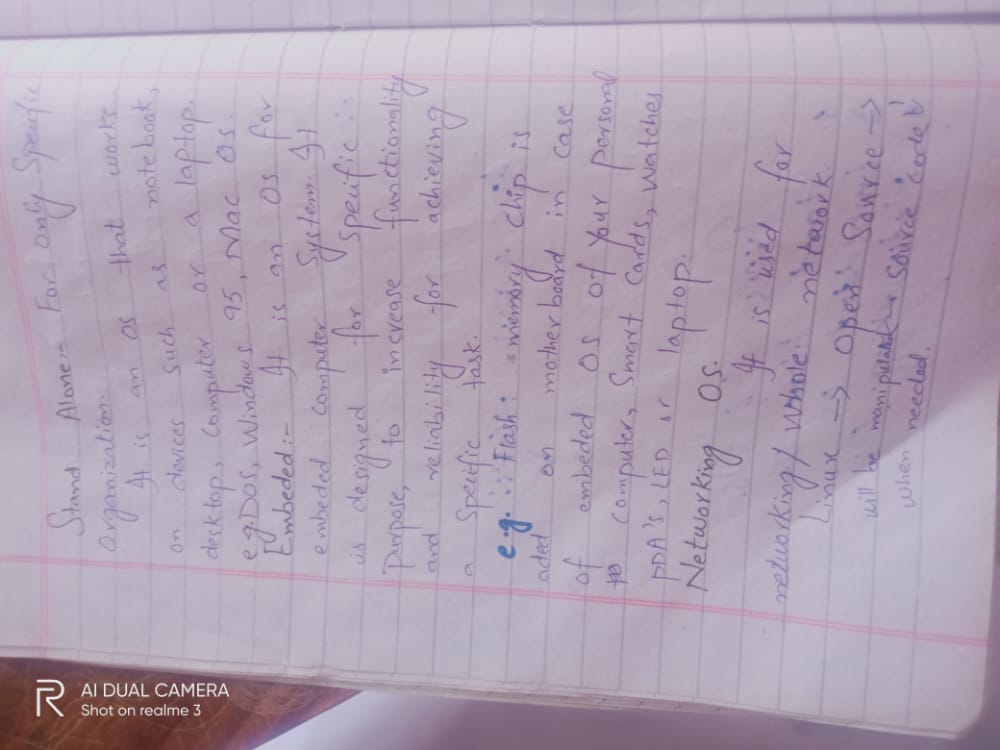 Stand Alone:- For only Specific
Organization.
It is an OS that works
on devices such as notebook,
desktop, computer or a laptop.
e.g. DOS, Windows 95, Mac OS.
Embeded:- It is an OS for
embeded computer System. It
is designed for specific
Purpose, to increase functionality
and reliability for achieving
a specific task.
e.g. Flash memory chip is
aded on motherboard in case
of embeded OS of your personal
computer, Smart Cards, Watches
PDA's, LED or laptop.
Networking OS.
It is used for
networking/whole network.
Linux → Open Source →
will be source code
when needed.
AI DUAL CAMERA
Shot on realme 3